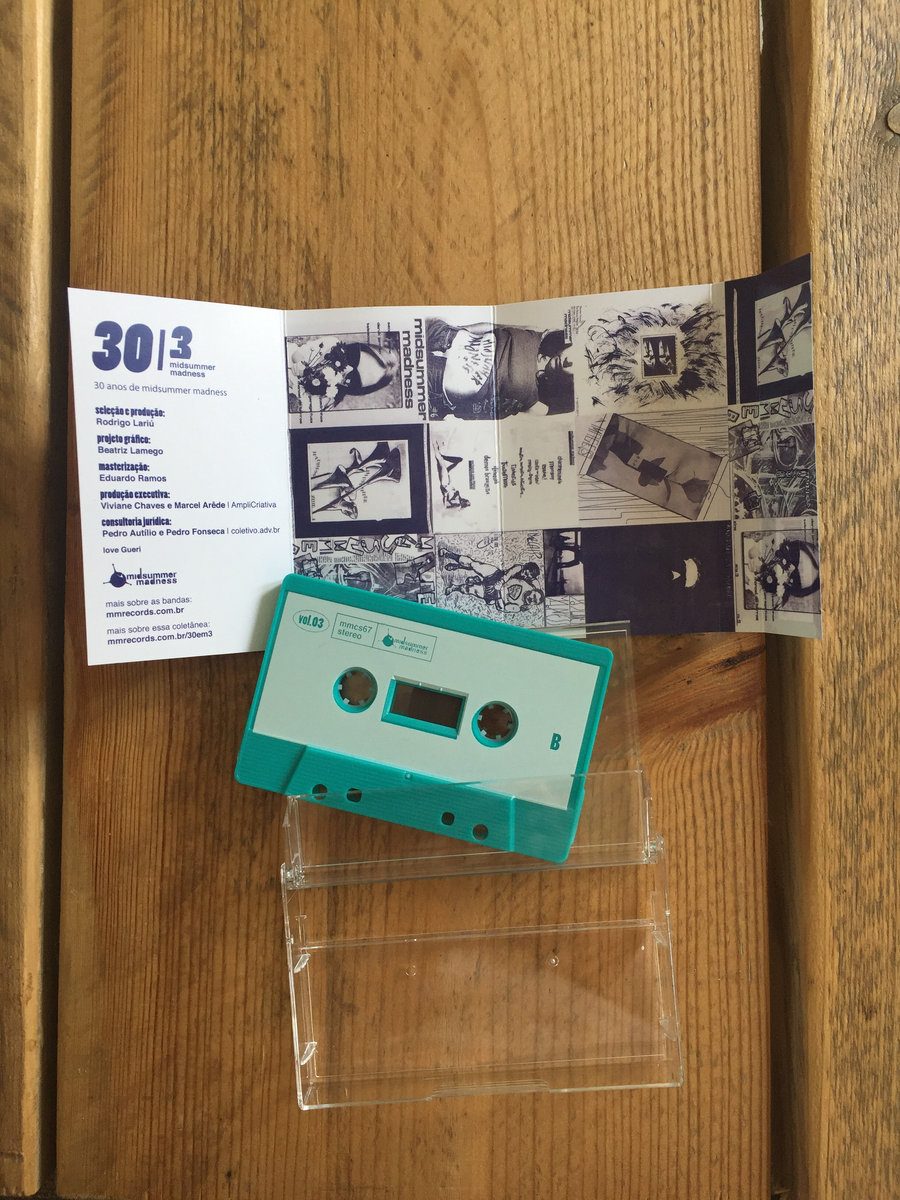 30|3
midsummer
madness
30 anos de midsummer madness
seleção e produção:
Rodrigo Lariú
projeto gráfico:
Beatriz Lamego
masterização:
Eduardo Ramos
produção executiva:
Viviane Chaves e Marcel Arêde | AmpliCriativa
consultoria jurídica:
Pedro Autílio e Pedro Fonseca | coletivo.adv.br
love Gueri
midsummer
madness
mais sobre as bandas:
mmrecords.com.br
mais sobre essa coletânea:
mmrecords.com.br/30em3
midsummer
madness
vol.03
mmcs67
stereo
midsummer
madness
B